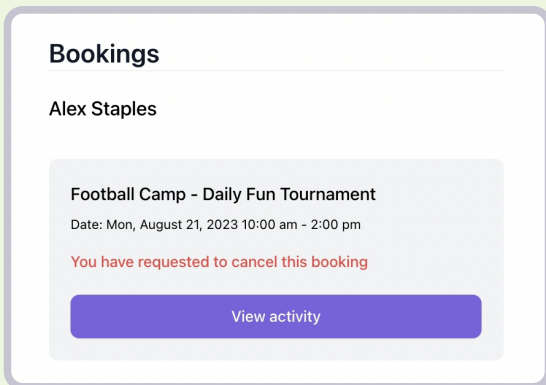 Bookings
Alex Staples
Football Camp - Daily Fun Tournament
Date: Mon, August 21, 2023 10:00 am - 2:00 pm
You have requested to cancel this booking
View activity